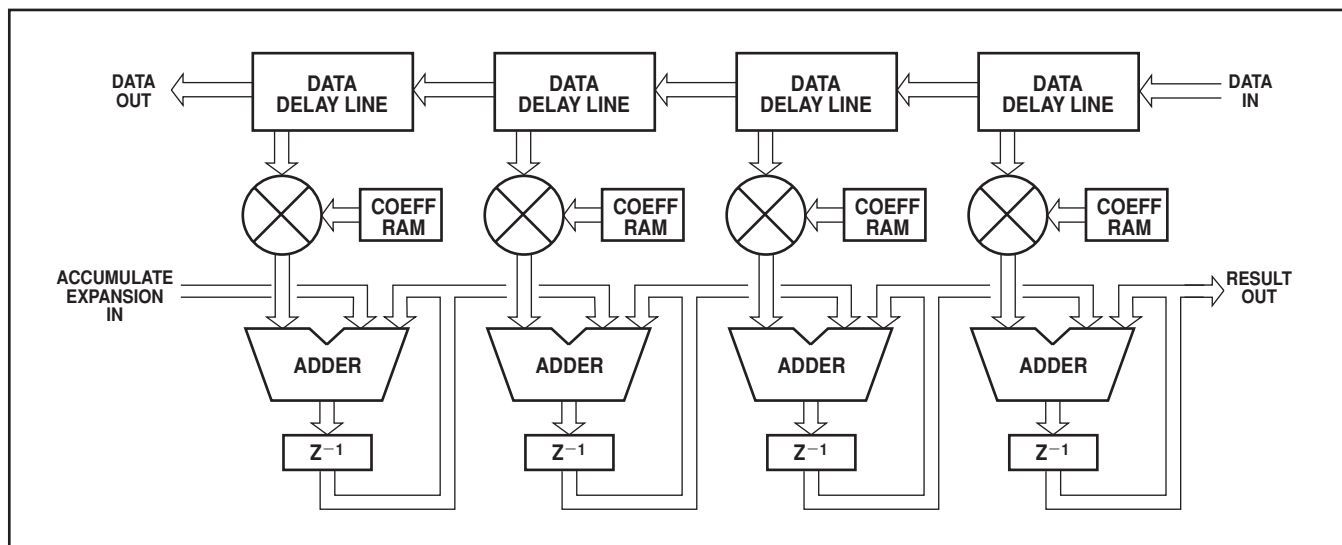 DATA
OUT
DATA
DELAY LINE
DATA
DELAY LINE
DATA
DELAY LINE
DATA
DELAY LINE
DATA
IN
COEFF
RAM
COEFF
RAM
COEFF
RAM
COEFF
RAM
ACCUMULATE
EXPANSION
IN
RESULT
OUT
ADDER
ADDER
ADDER
ADDER
Z⁻¹
Z⁻¹
Z⁻¹
Z⁻¹